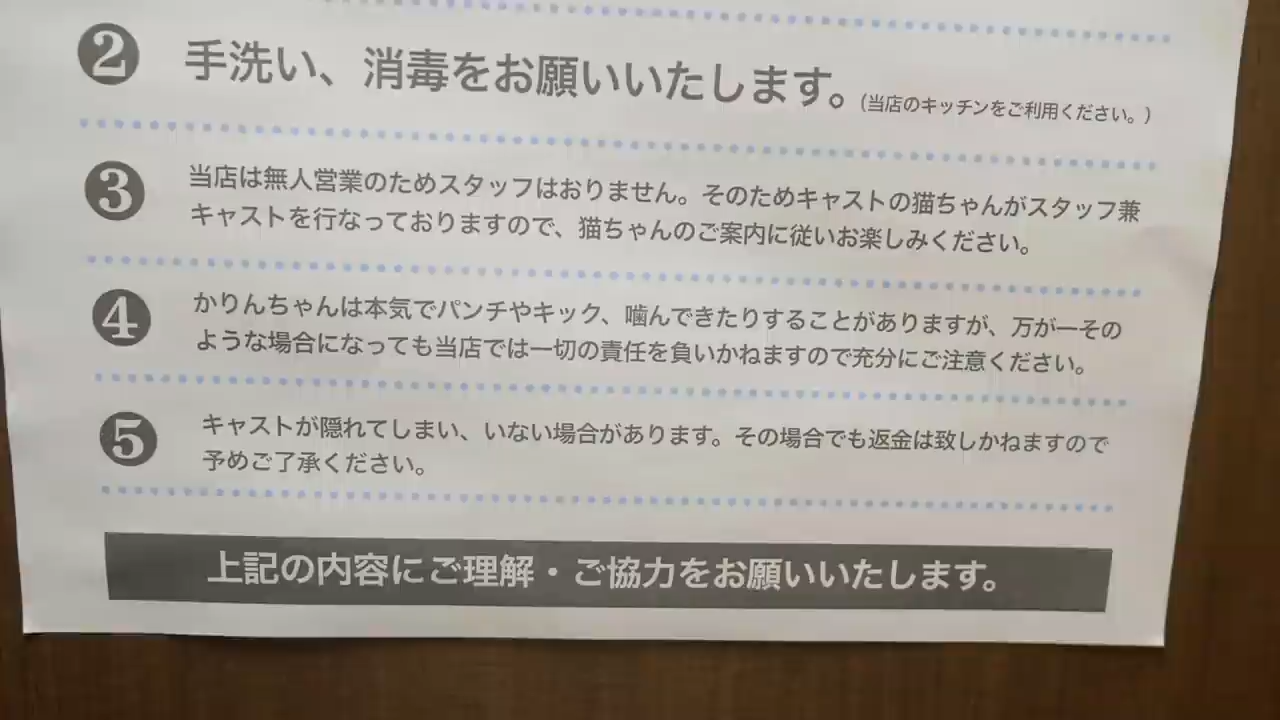 2 手洗い、消毒をお願いいたします。(当店のキッチンをご利用ください。)
3 当店は無人営業のためスタッフはおりません。そのためキャストの猫ちゃんがスタッフ兼
キャストを行なっておりますので、猫ちゃんのご案内に従いお楽しみください。
4 かりんちゃんは本気でパンチやキック、噛んできたりすることがありますが、万が一その
ような場合になっても当店では一切の責任を負いかねますので充分にご注意ください。
5 キャストが隠れてしまい、いない場合があります。その場合でも返金は致しかねますので
予めご了承ください。
上記の内容にご理解・ご協力をお願いいたします。